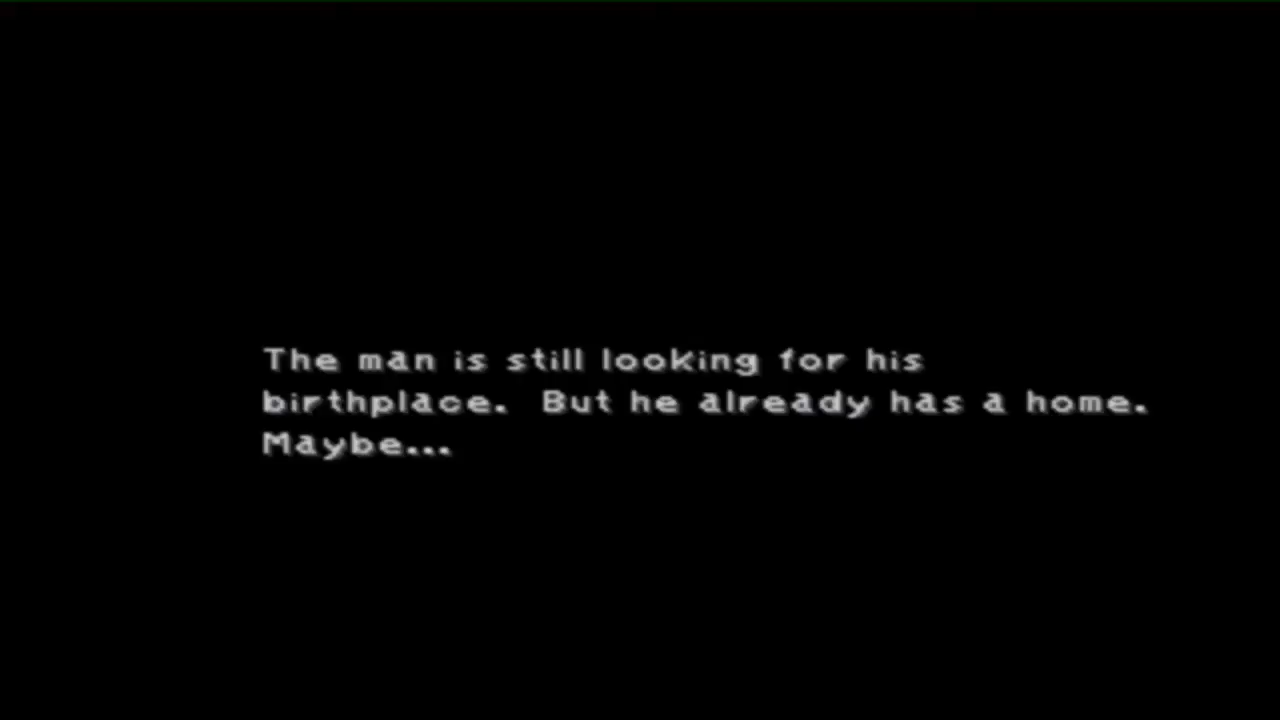 The man is still looking for his
birthplace.  But he already has a home.
Maybe...